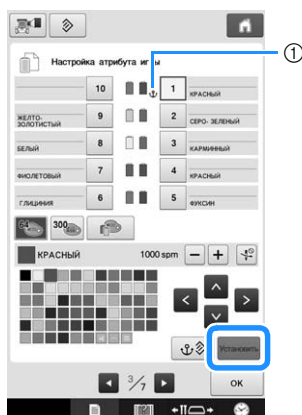 ①
Настройка атрибута иглы
10 1 КРАСНЫЙ
ЖЕЛТО-
ЗОЛОТИСТЫЙ 9 2 СЕРО- ЗЕЛЕНЫЙ
БЕЛЫЙ 8 3 КАРМИННЫЙ
ФИОЛЕТОВЫЙ 7 4 КРАСНЫЙ
ГЛИЦИНИЯ 6 5 ФУКСИН
64 300
КРАСНЫЙ 1000 spm - +
Установить
3/7 OK